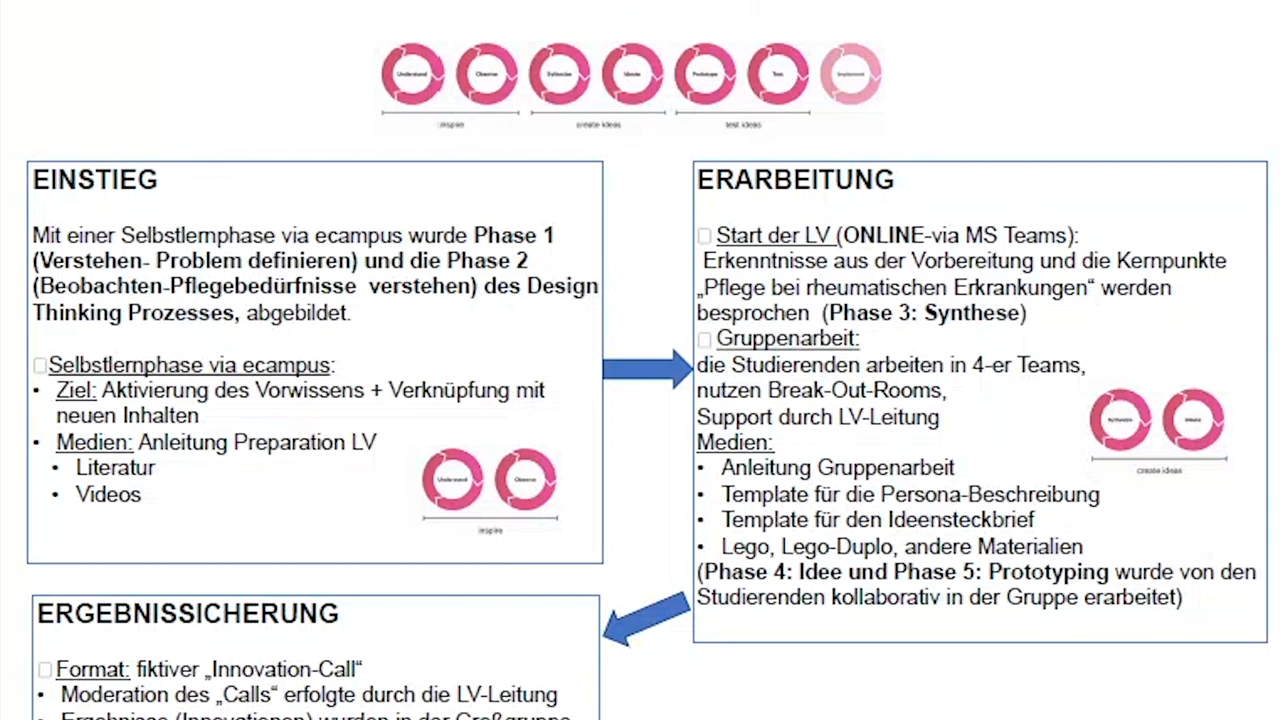 Understand Observe Synthesize Ideate Prototype Test Implement
inspire create ideas test ideas
EINSTIEG
Mit einer Selbstlernphase via ecampus wurde Phase 1
(Verstehen- Problem definieren) und die Phase 2
(Beobachten-Pflegebedürfnisse verstehen) des Design
Thinking Prozesses, abgebildet.
Selbstlernphase via ecampus:
• Ziel: Aktivierung des Vorwissens + Verknüpfung mit
neuen Inhalten
• Medien: Anleitung Preparation LV
• Literatur
• Videos
Understand Observe
inspire
ERARBEITUNG
Start der LV (ONLINE-via MS Teams):
Erkenntnisse aus der Vorbereitung und die Kernpunkte
„Pflege bei rheumatischen Erkrankungen“ werden
besprochen (Phase 3: Synthese)
Gruppenarbeit:
die Studierenden arbeiten in 4-er Teams,
nutzen Break-Out-Rooms,
Support durch LV-Leitung
Medien:
• Anleitung Gruppenarbeit
• Template für die Persona-Beschreibung
• Template für den Ideensteckbrief
• Lego, Lego-Duplo, andere Materialien
(Phase 4: Idee und Phase 5: Prototyping wurde von den
Studierenden kollaborativ in der Gruppe erarbeitet)
Synthesize Ideate
create ideas
ERGEBNISSICHERUNG
Format: fiktiver „Innovation-Call“
• Moderation des „Calls“ erfolgte durch die LV-Leitung
• Ergebnisse (Innovationen) wurden in der Großgruppe